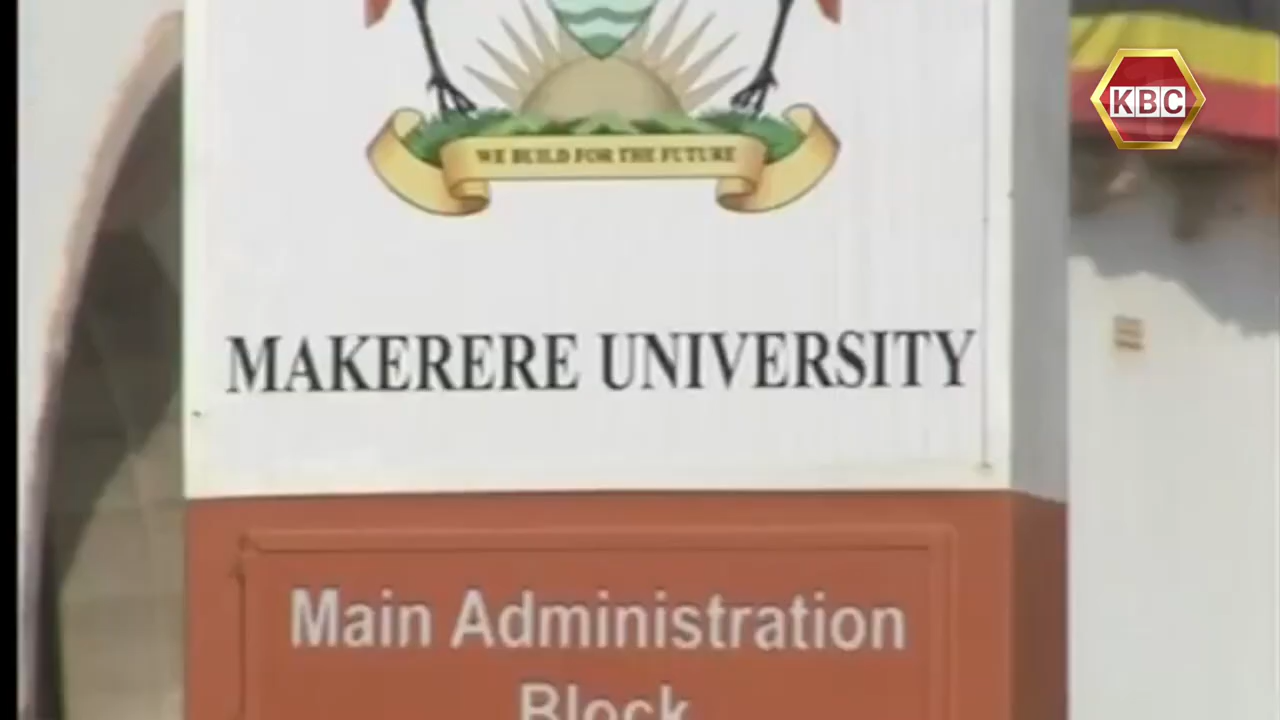 KBC
WE BUILD FOR THE FUTURE
MAKERERE UNIVERSITY
Main Administration
Block